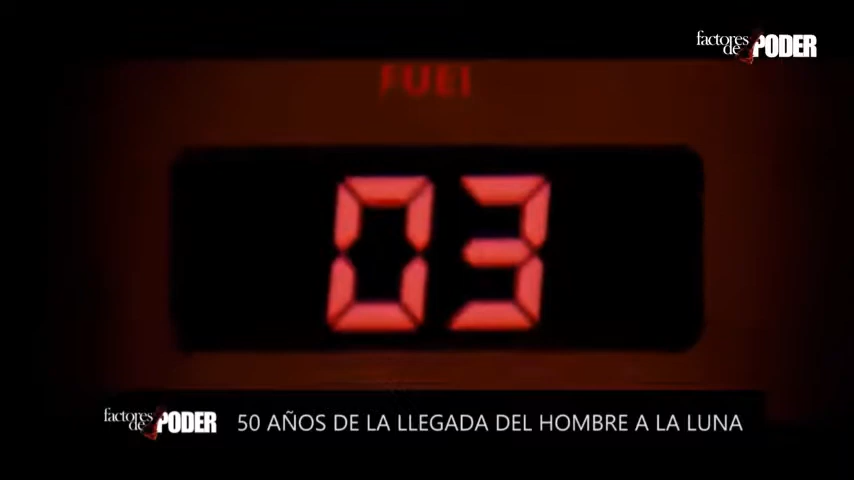 factores
de PODER
FUEL
03
factores
de PODER
50 AÑOS DE LA LLEGADA DEL HOMBRE A LA LUNA